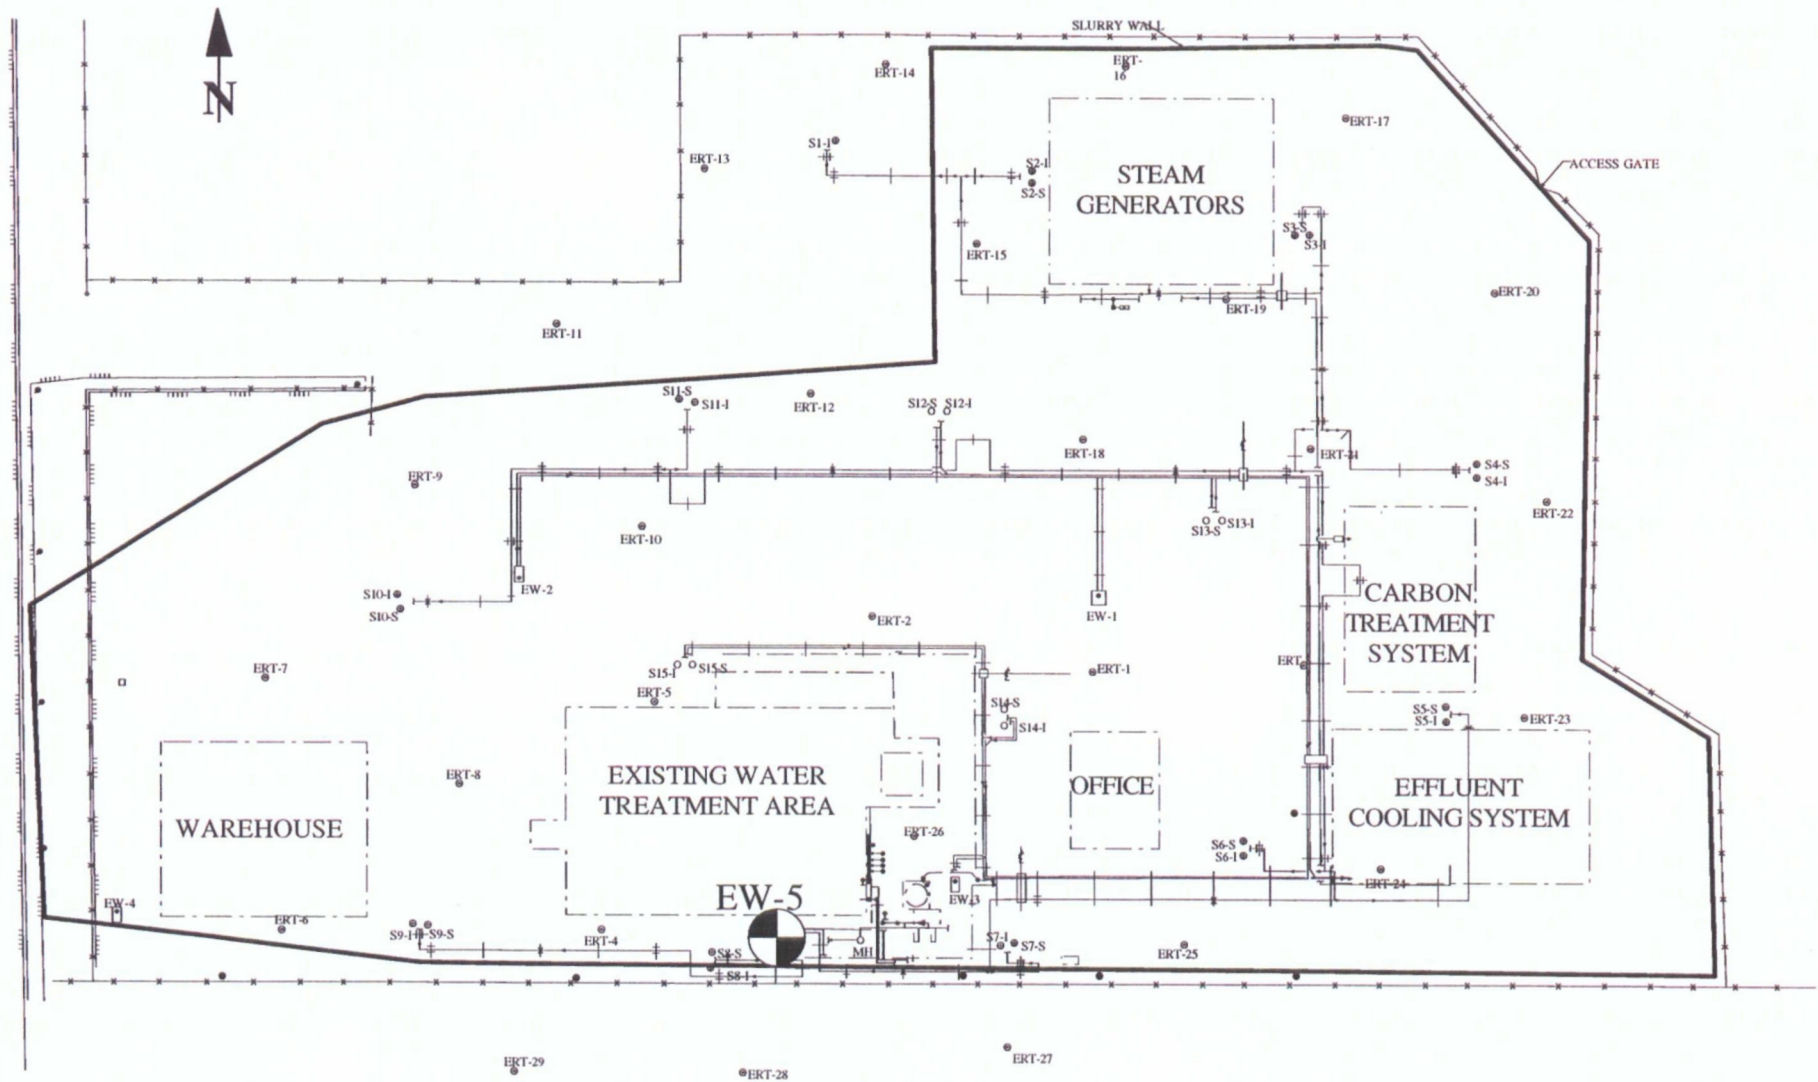 SLURRY WALL
N
ERT-14
ERT-
16
ERT-17
S1-I
ERT-13
S2-I
S2-S
STEAM
GENERATORS
ACCESS GATE
S3-S
S3-I
ERT-15
ERT-20
ERT-19
ERT-11
S11-S
S11-I
ERT-12
S12-S
S12-I
ERT-18
ERT-21
S4-S
S4-I
ERT-9
ERT-22
S13-S
S13-I
ERT-10
EW-2
S10-I
S10-S
EW-1
CARBON
TREATMENT
SYSTEM
ERT-2
ERT-7
S15-I
S15-S
ERT-1
ERT
ERT-5
S14-S
S14-I
S5-S
S5-I
ERT-23
ERT-8
EXISTING WATER
TREATMENT AREA
OFFICE
EFFLUENT
COOLING SYSTEM
WAREHOUSE
ERT-26
S6-S
S6-I
ERT-24
EW-5
EW-3
EW-4
ERT-6
S9-I
S9-S
ERT-4
S8-S
S8-I
MH
S7-I
S7-S
ERT-25
ERT-29
ERT-28
ERT-27